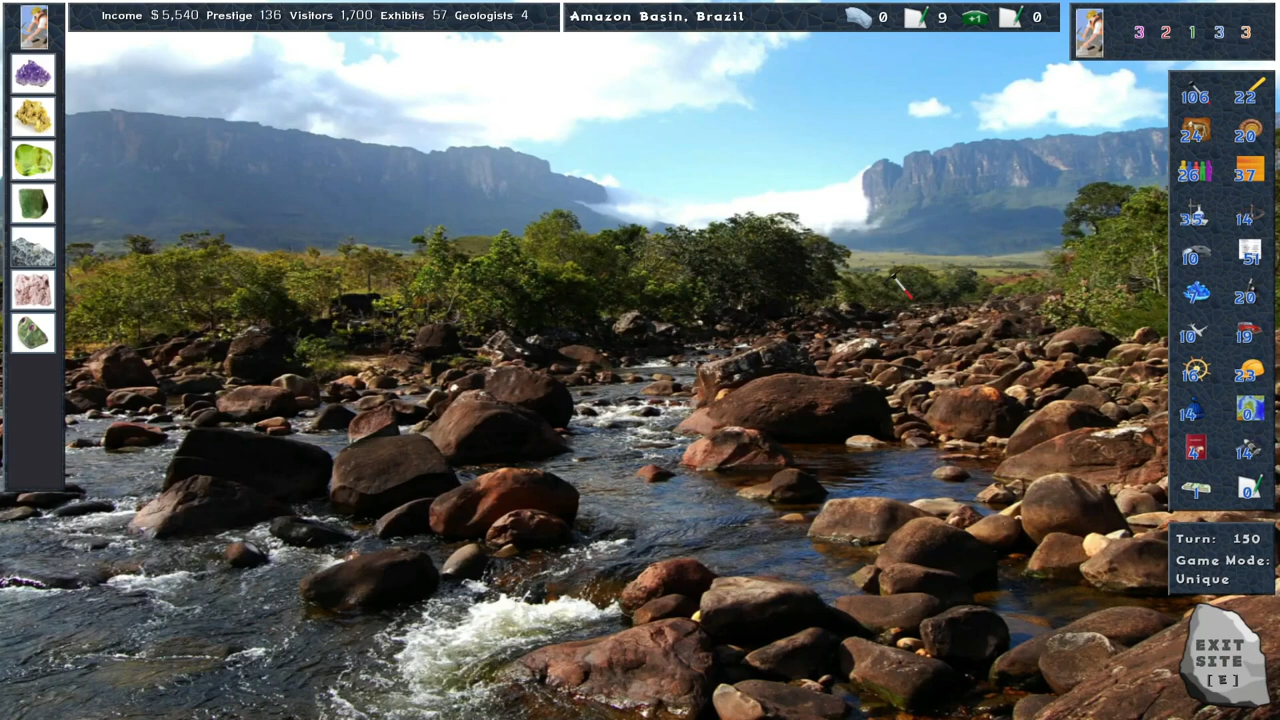 Income $5,540 Prestige 136 Visitors 1,700 Exhibits 57 Geologists 4
Amazon Basin, Brazil 0 9 +1 0
3 2 1 3 3
106 22
24 20
26 37
35 14
10 51
7 20
10 19
16 23
14 0
4 14
1 0
Turn: 150
Game Mode:
Unique
EXIT
SITE
[E]